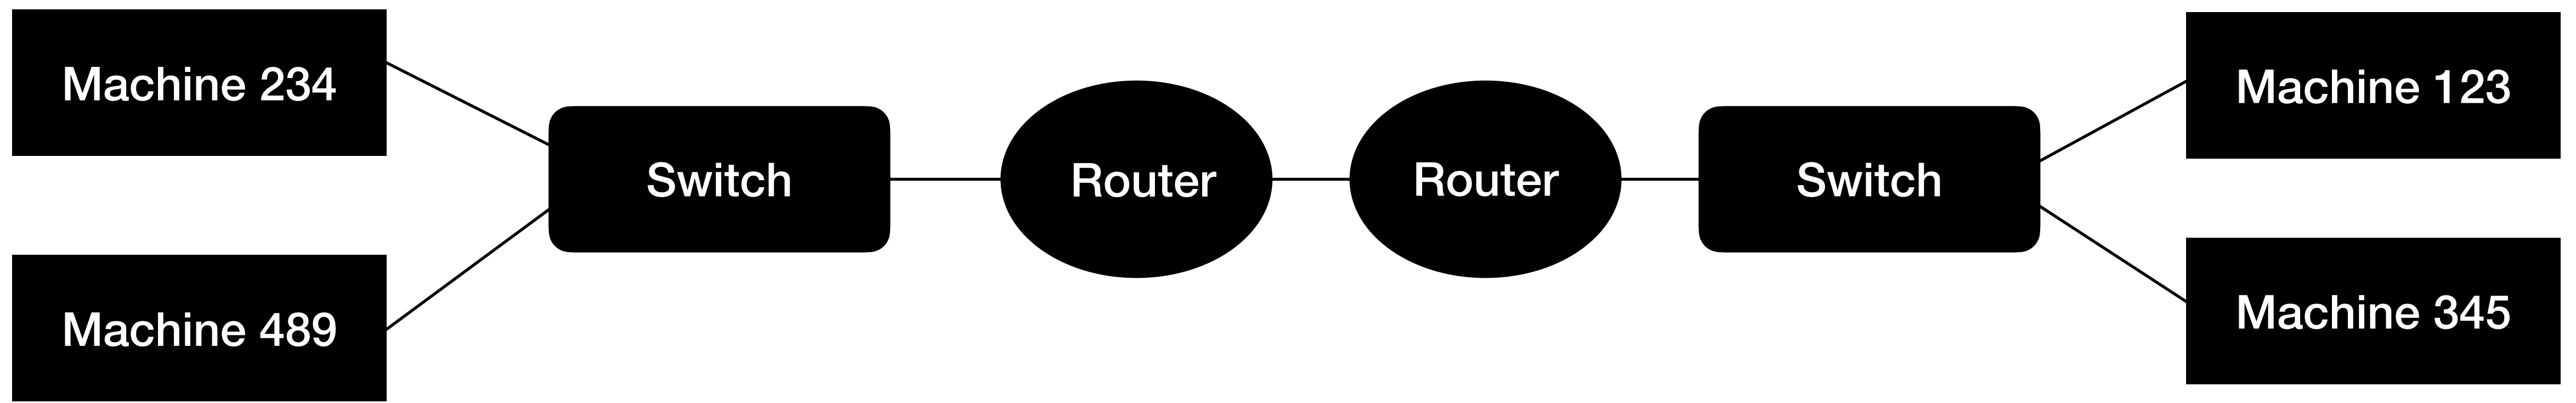 Machine 234
Machine 489
Switch
Router
Router
Switch
Machine 123
Machine 345